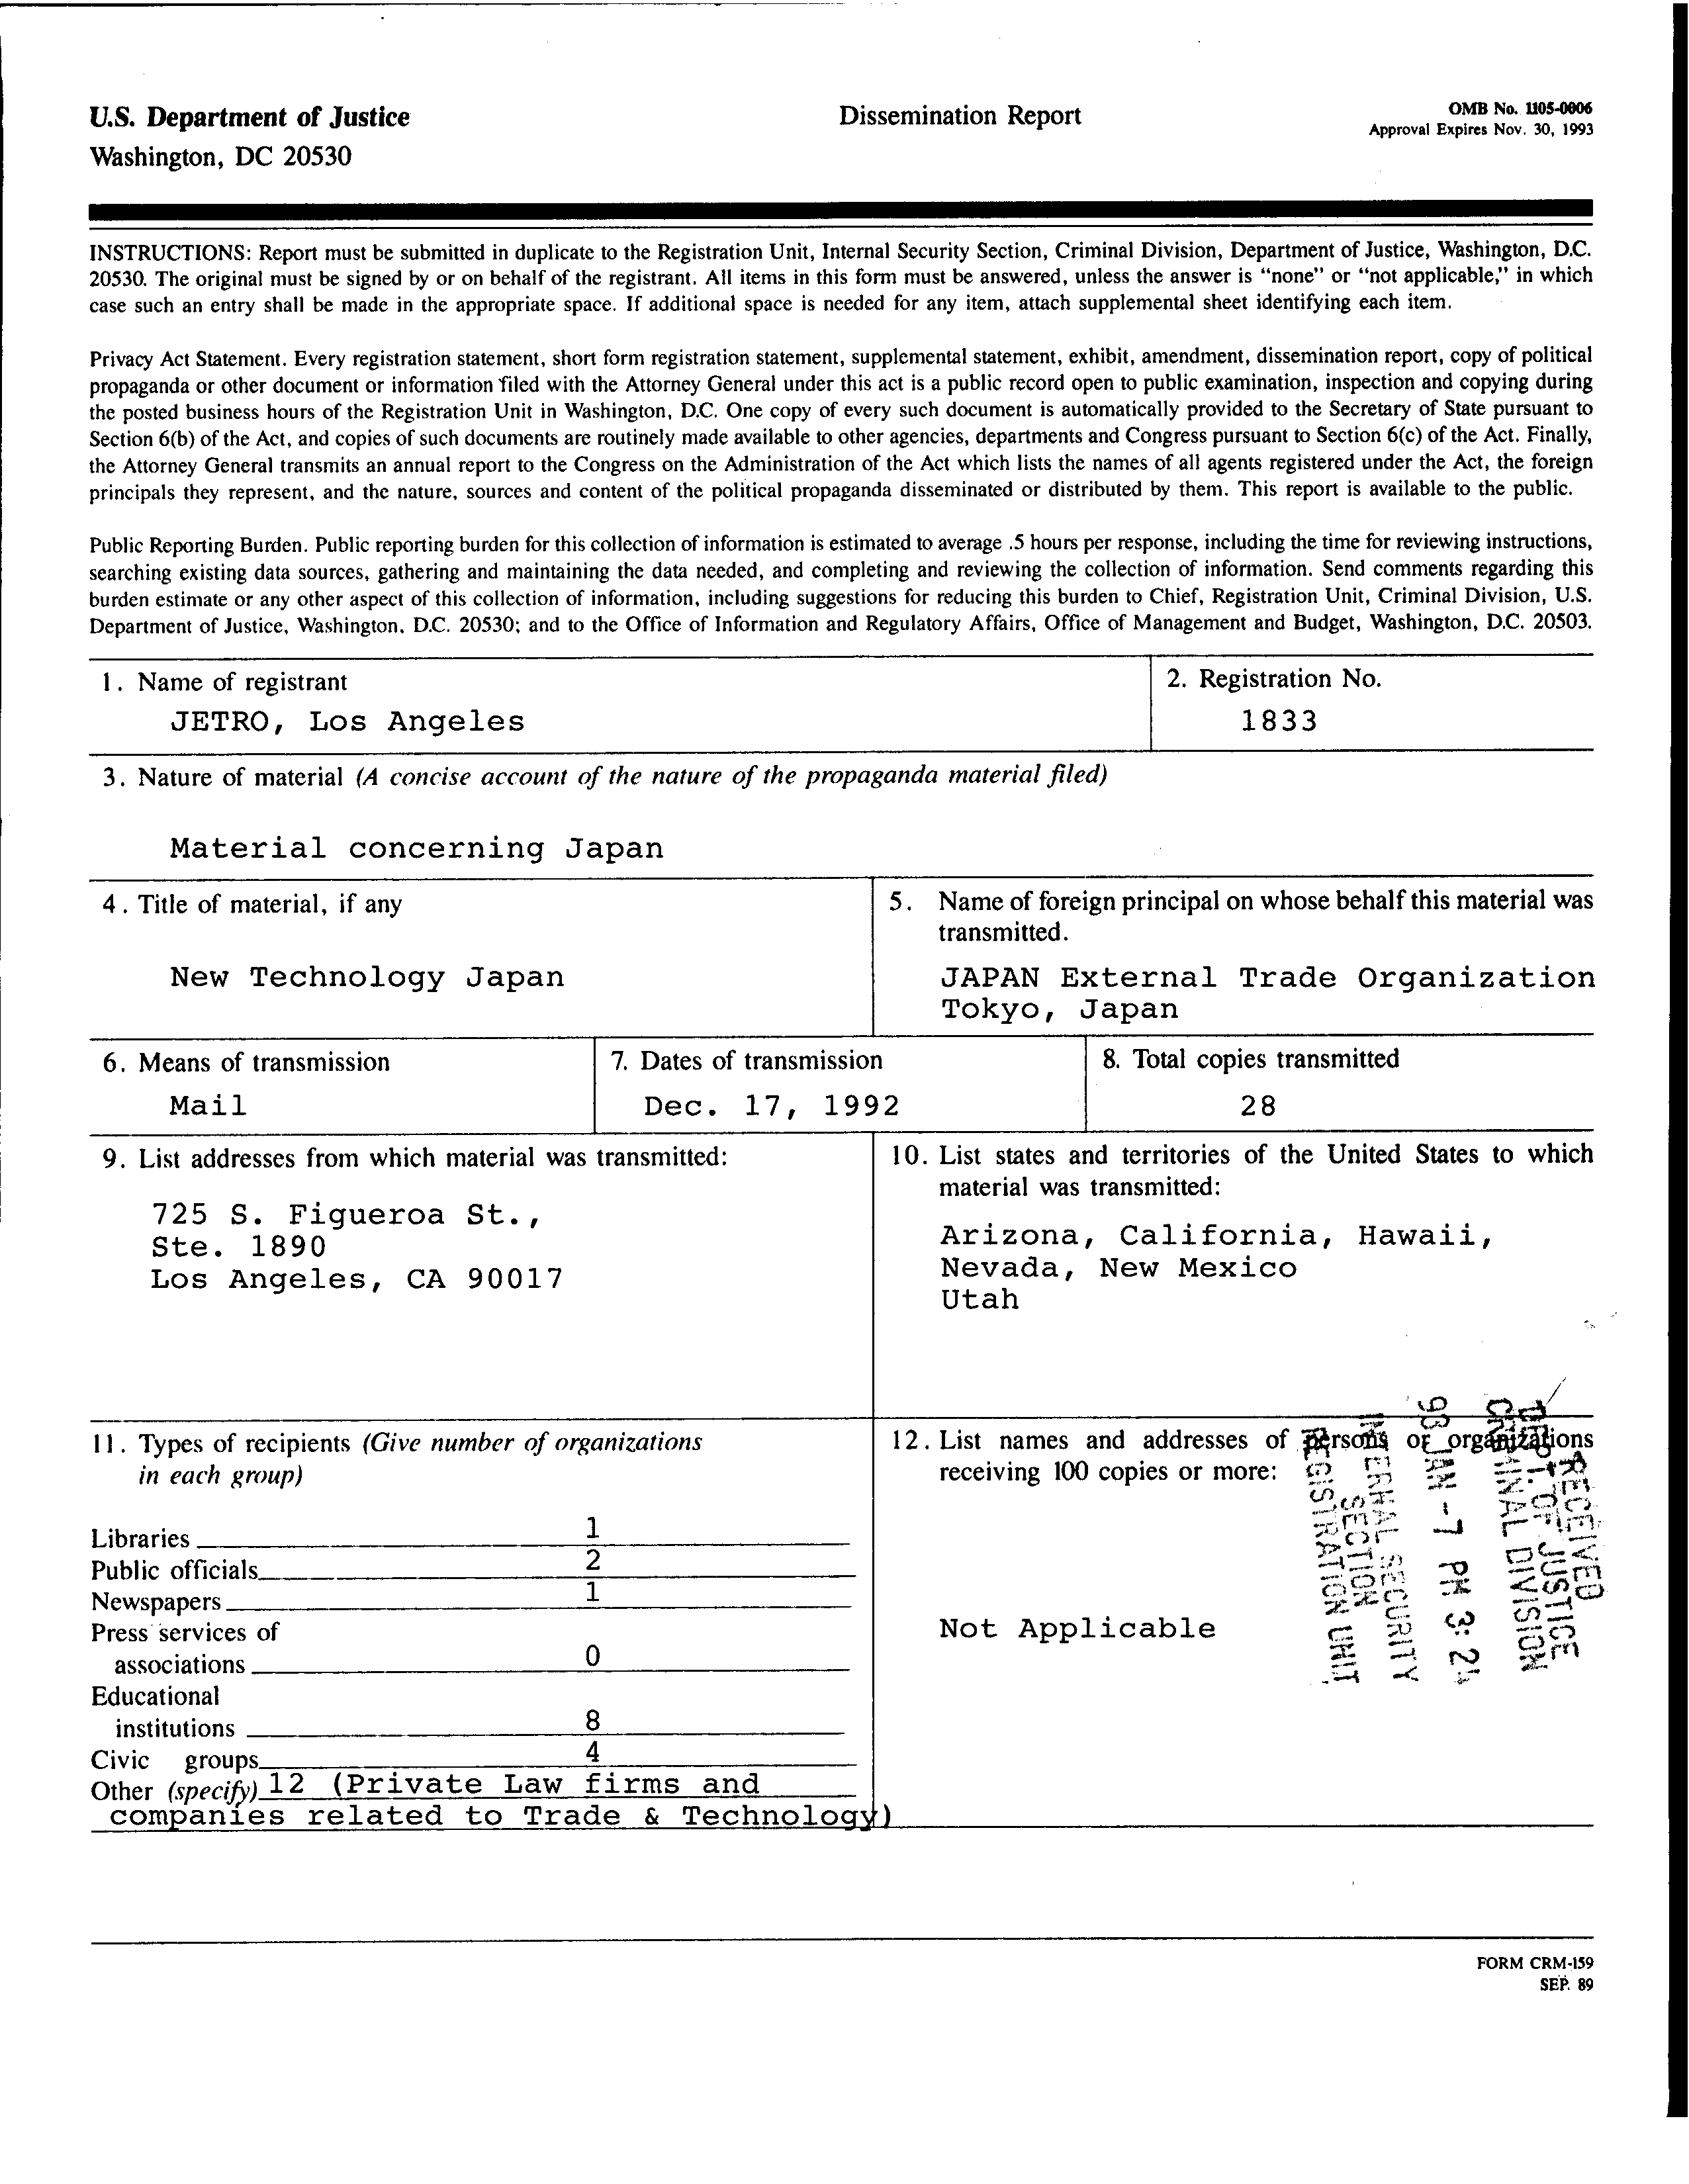 U.S. Department of Justice
Washington, DC 20530
Dissemination Report
OMB No. 1105-0006
Approval Expires Nov. 30, 1993
INSTRUCTIONS: Report must be submitted in duplicate to the Registration Unit, Internal Security Section, Criminal Division, Department of Justice, Washington, D.C.
20530. The original must be signed by or on behalf of the registrant. All items in this form must be answered, unless the answer is “none” or “not applicable,” in which
case such an entry shall be made in the appropriate space. If additional space is needed for any item, attach supplemental sheet identifying each item.
Privacy Act Statement. Every registration statement, short form registration statement, supplemental statement, exhibit, amendment, dissemination report, copy of political
propaganda or other document or information filed with the Attorney General under this act is a public record open to public examination, inspection and copying during
the posted business hours of the Registration Unit in Washington, D.C. One copy of every such document is automatically provided to the Secretary of State pursuant to
Section 6(b) of the Act, and copies of such documents are routinely made available to other agencies, departments and Congress pursuant to Section 6(c) of the Act. Finally,
the Attorney General transmits an annual report to the Congress on the Administration of the Act which lists the names of all agents registered under the Act, the foreign
principals they represent, and the nature, sources and content of the political propaganda disseminated or distributed by them. This report is available to the public.
Public Reporting Burden. Public reporting burden for this collection of information is estimated to average .5 hours per response, including the time for reviewing instructions,
searching existing data sources, gathering and maintaining the data needed, and completing and reviewing the collection of information. Send comments regarding this
burden estimate or any other aspect of this collection of information, including suggestions for reducing this burden to Chief, Registration Unit, Criminal Division, U.S.
Department of Justice, Washington, D.C. 20530; and to the Office of Information and Regulatory Affairs, Office of Management and Budget, Washington, D.C. 20503.
1. Name of registrant
JETRO, Los Angeles
2. Registration No.
1833
3. Nature of material (A concise account of the nature of the propaganda material filed)
Material concerning Japan
4. Title of material, if any
New Technology Japan
5. Name of foreign principal on whose behalf this material was
transmitted.
JAPAN External Trade Organization
Tokyo, Japan
6. Means of transmission
Mail
7. Dates of transmission
Dec. 17, 1992
8. Total copies transmitted
28
9. List addresses from which material was transmitted:
725 S. Figueroa St.,
Ste. 1890
Los Angeles, CA 90017
10. List states and territories of the United States to which
material was transmitted:
Arizona, California, Hawaii,
Nevada, New Mexico
Utah
11. Types of recipients (Give number of organizations
in each group)
Libraries 1
Public officials 2
Newspapers 1
Press services of
associations 0
Educational
institutions 8
Civic groups 4
Other (specify) 12 (Private Law firms and
companies related to Trade & Technology)
12. List names and addresses of persons or organizations
receiving 100 copies or more:
Not Applicable
RECEIVED
DEPT. OF JUSTICE
CRIMINAL DIVISION
93 JAN -7 PM 3:24
INTERNAL SECURITY
SECTION
REGISTRATION UNIT
FORM CRM-159
SEP. 89